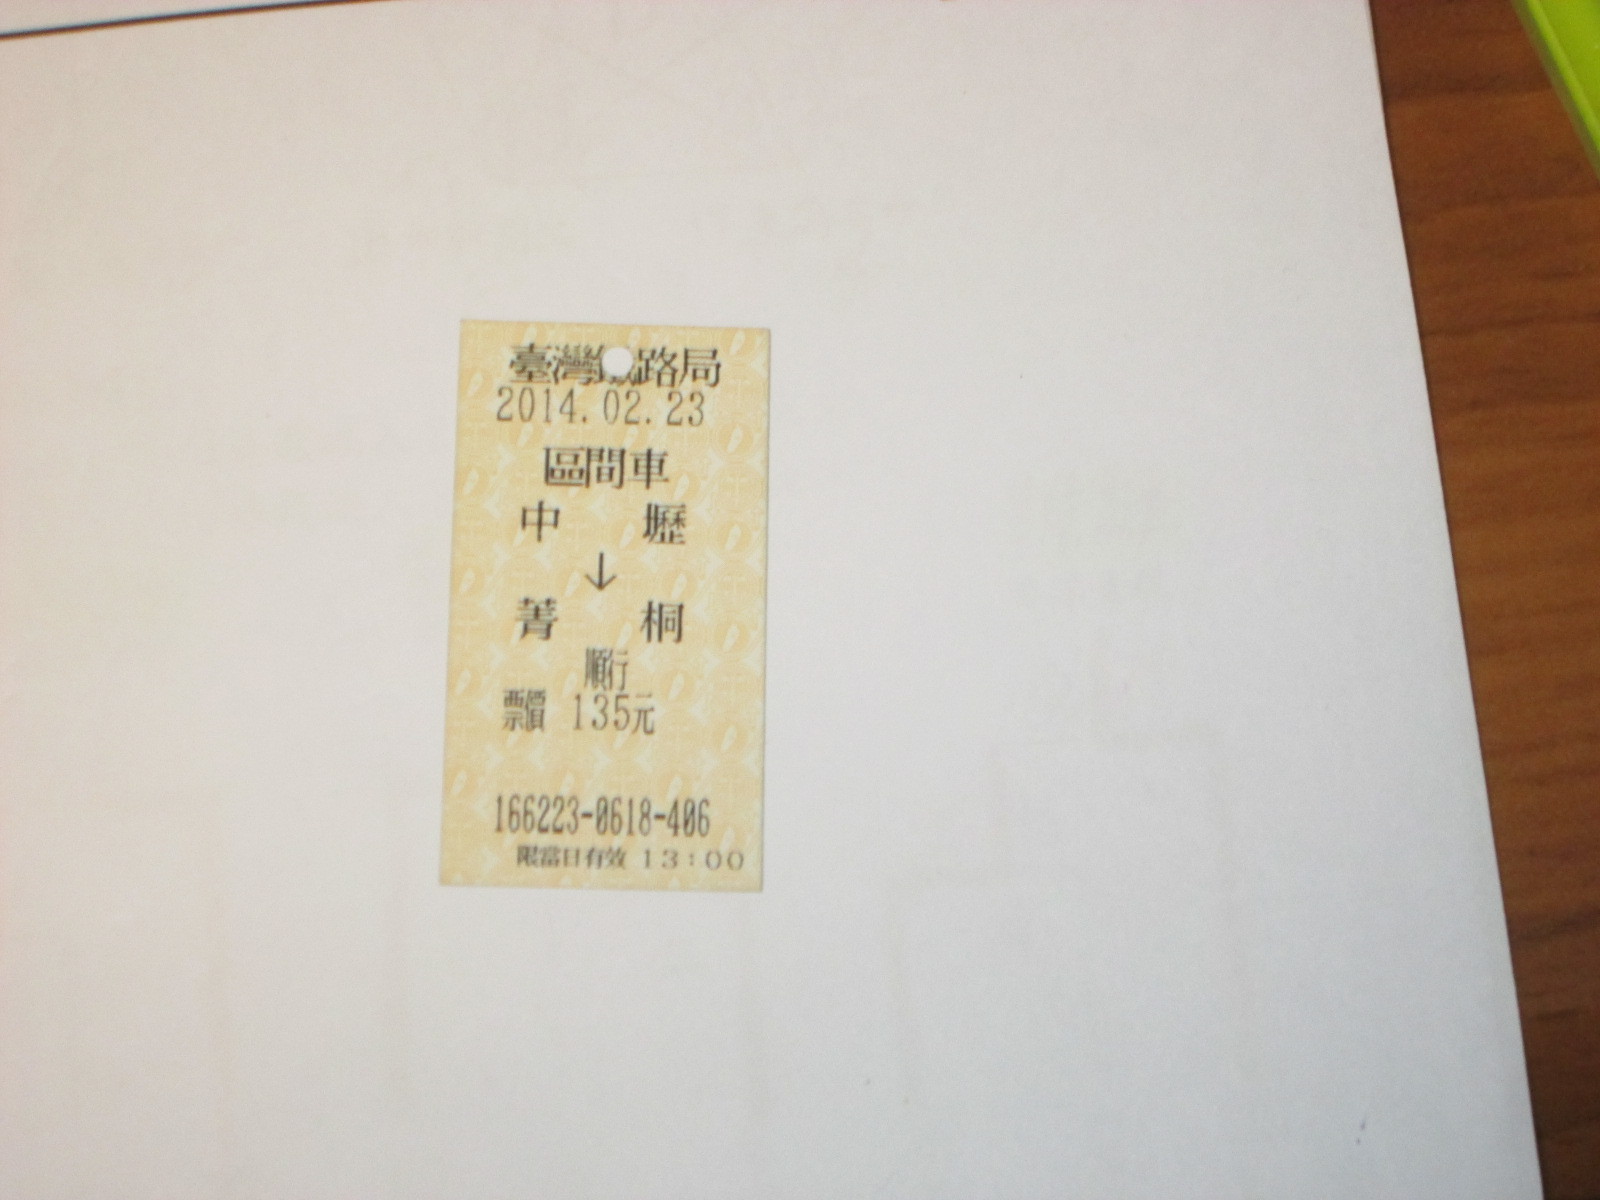 臺灣鐵路局
2014.02.23
區間車
中 壢
↓
菁 桐
順行
票價 135元
166223-0618-406
限當日有效 13:00